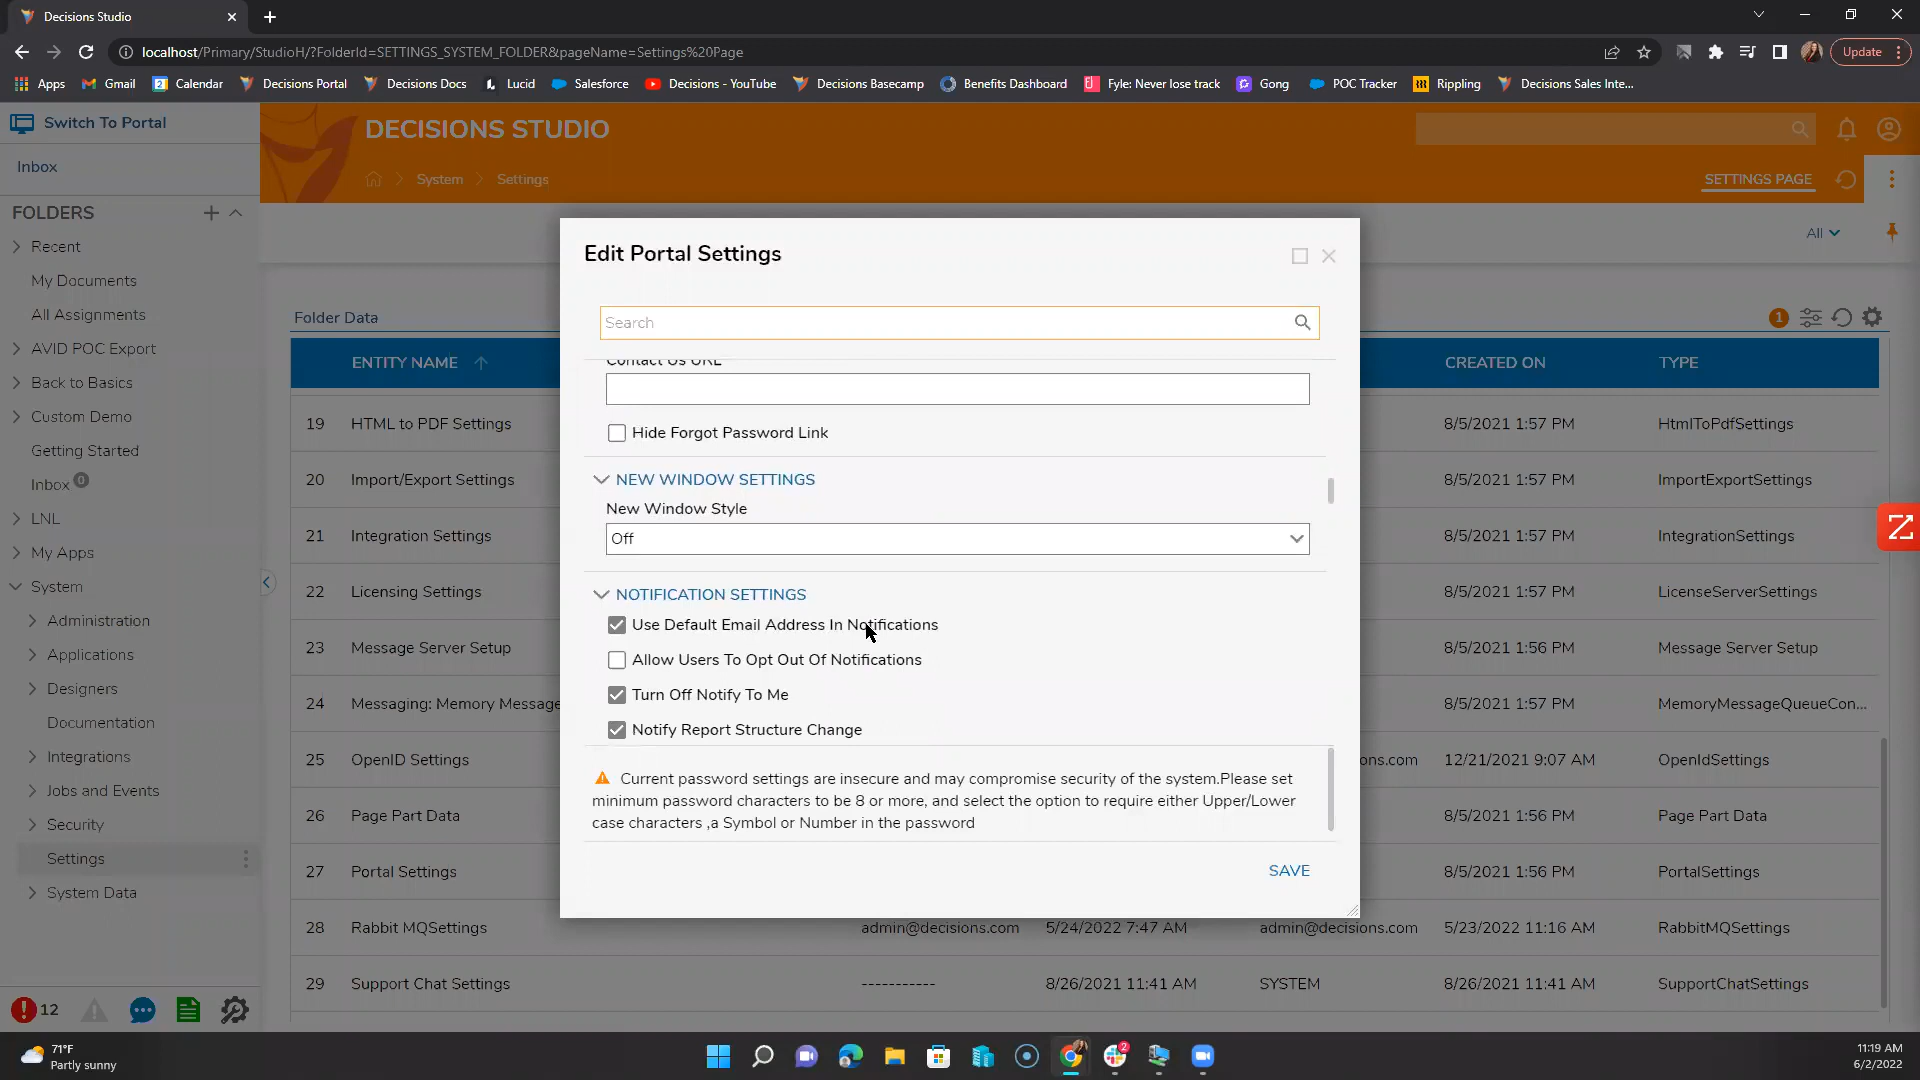 Decisions Studio
localhost/Primary/StudioH/?FolderId=SETTINGS_SYSTEM_FOLDER&pageName=Settings%20Page
Update
Apps
Gmail
Calendar
Decisions Portal
Decisions Docs
Lucid
Salesforce
Decisions - YouTube
Decisions Basecamp
Benefits Dashboard
Fyle: Never lose track
Gong
POC Tracker
Rippling
Decisions Sales Inte...
Switch To Portal
Inbox
FOLDERS
Recent
My Documents
All Assignments
AVID POC Export
Back to Basics
Custom Demo
Getting Started
Inbox 0
LNL
My Apps
System
Administration
Applications
Designers
Documentation
Integrations
Jobs and Events
Security
Settings
System Data
12
DECISIONS STUDIO
System
Settings
SETTINGS PAGE
All
Folder Data
1
ENTITY NAME CREATED ON TYPE
19 HTML to PDF Settings 8/5/2021 1:57 PM HtmlToPdfSettings
20 Import/Export Settings 8/5/2021 1:57 PM ImportExportSettings
21 Integration Settings 8/5/2021 1:57 PM IntegrationSettings
22 Licensing Settings 8/5/2021 1:57 PM LicenseServerSettings
23 Message Server Setup 8/5/2021 1:57 PM Message Server Setup
24 Messaging: Memory Message 8/5/2021 1:57 PM MemoryMessageQueueCon...
25 OpenID Settings ons.com 12/21/2021 9:07 AM OpenIdSettings
26 Page Part Data 8/5/2021 1:56 PM Page Part Data
27 Portal Settings 8/5/2021 1:56 PM PortalSettings
28 Rabbit MQSettings admin@decisions.com 5/24/2022 7:47 AM admin@decisions.com 5/23/2022 11:16 AM RabbitMQSettings
29 Support Chat Settings ----------- 8/26/2021 11:41 AM SYSTEM 8/26/2021 11:41 AM SupportChatSettings
Edit Portal Settings
Search
Contact Us URL
Hide Forgot Password Link
NEW WINDOW SETTINGS
New Window Style
Off
NOTIFICATION SETTINGS
Use Default Email Address In Notifications
Allow Users To Opt Out Of Notifications
Turn Off Notify To Me
Notify Report Structure Change
Current password settings are insecure and may compromise security of the system.Please set
minimum password characters to be 8 or more, and select the option to require either Upper/Lower
case characters ,a Symbol or Number in the password
SAVE
71°F
Partly sunny
2
11:19 AM
6/2/2022